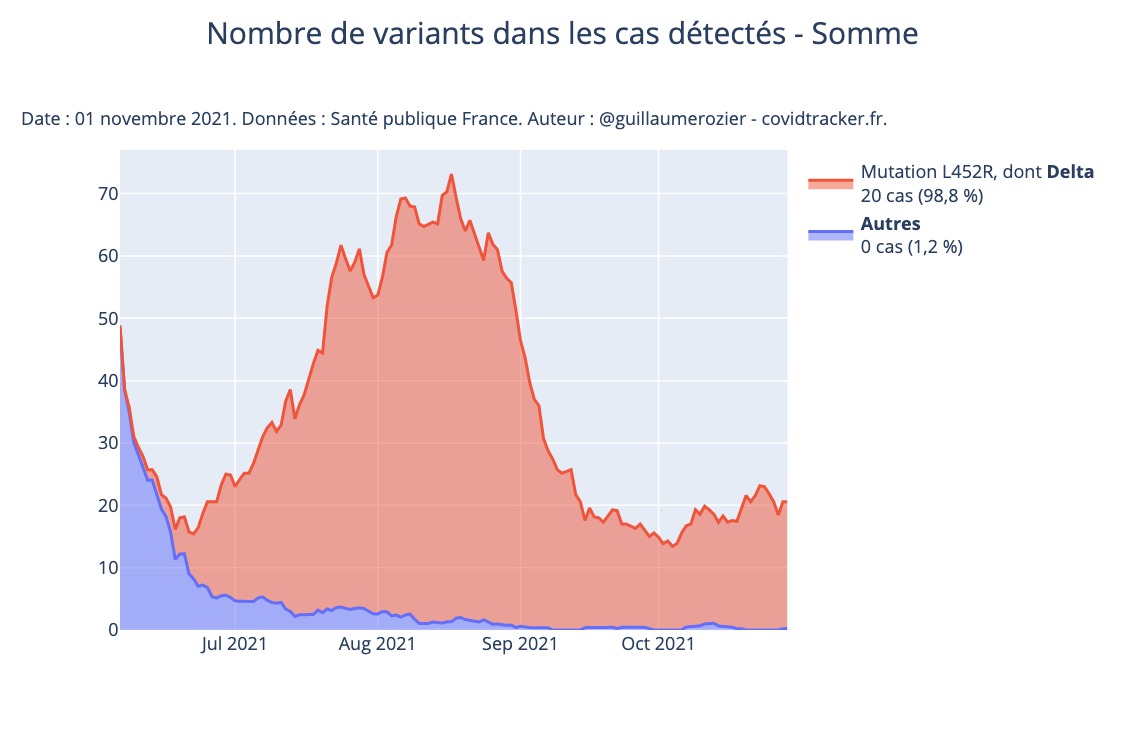 Nombre de variants dans les cas détectés - Somme
Date : 01 novembre 2021. Données : Santé publique France. Auteur : @guillaumerozier - covidtracker.fr.
Mutation L452R, dont Delta
20 cas (98,8 %)
Autres
0 cas (1,2 %)
70
60
50
40
30
20
10
0
Jul 2021
Aug 2021
Sep 2021
Oct 2021